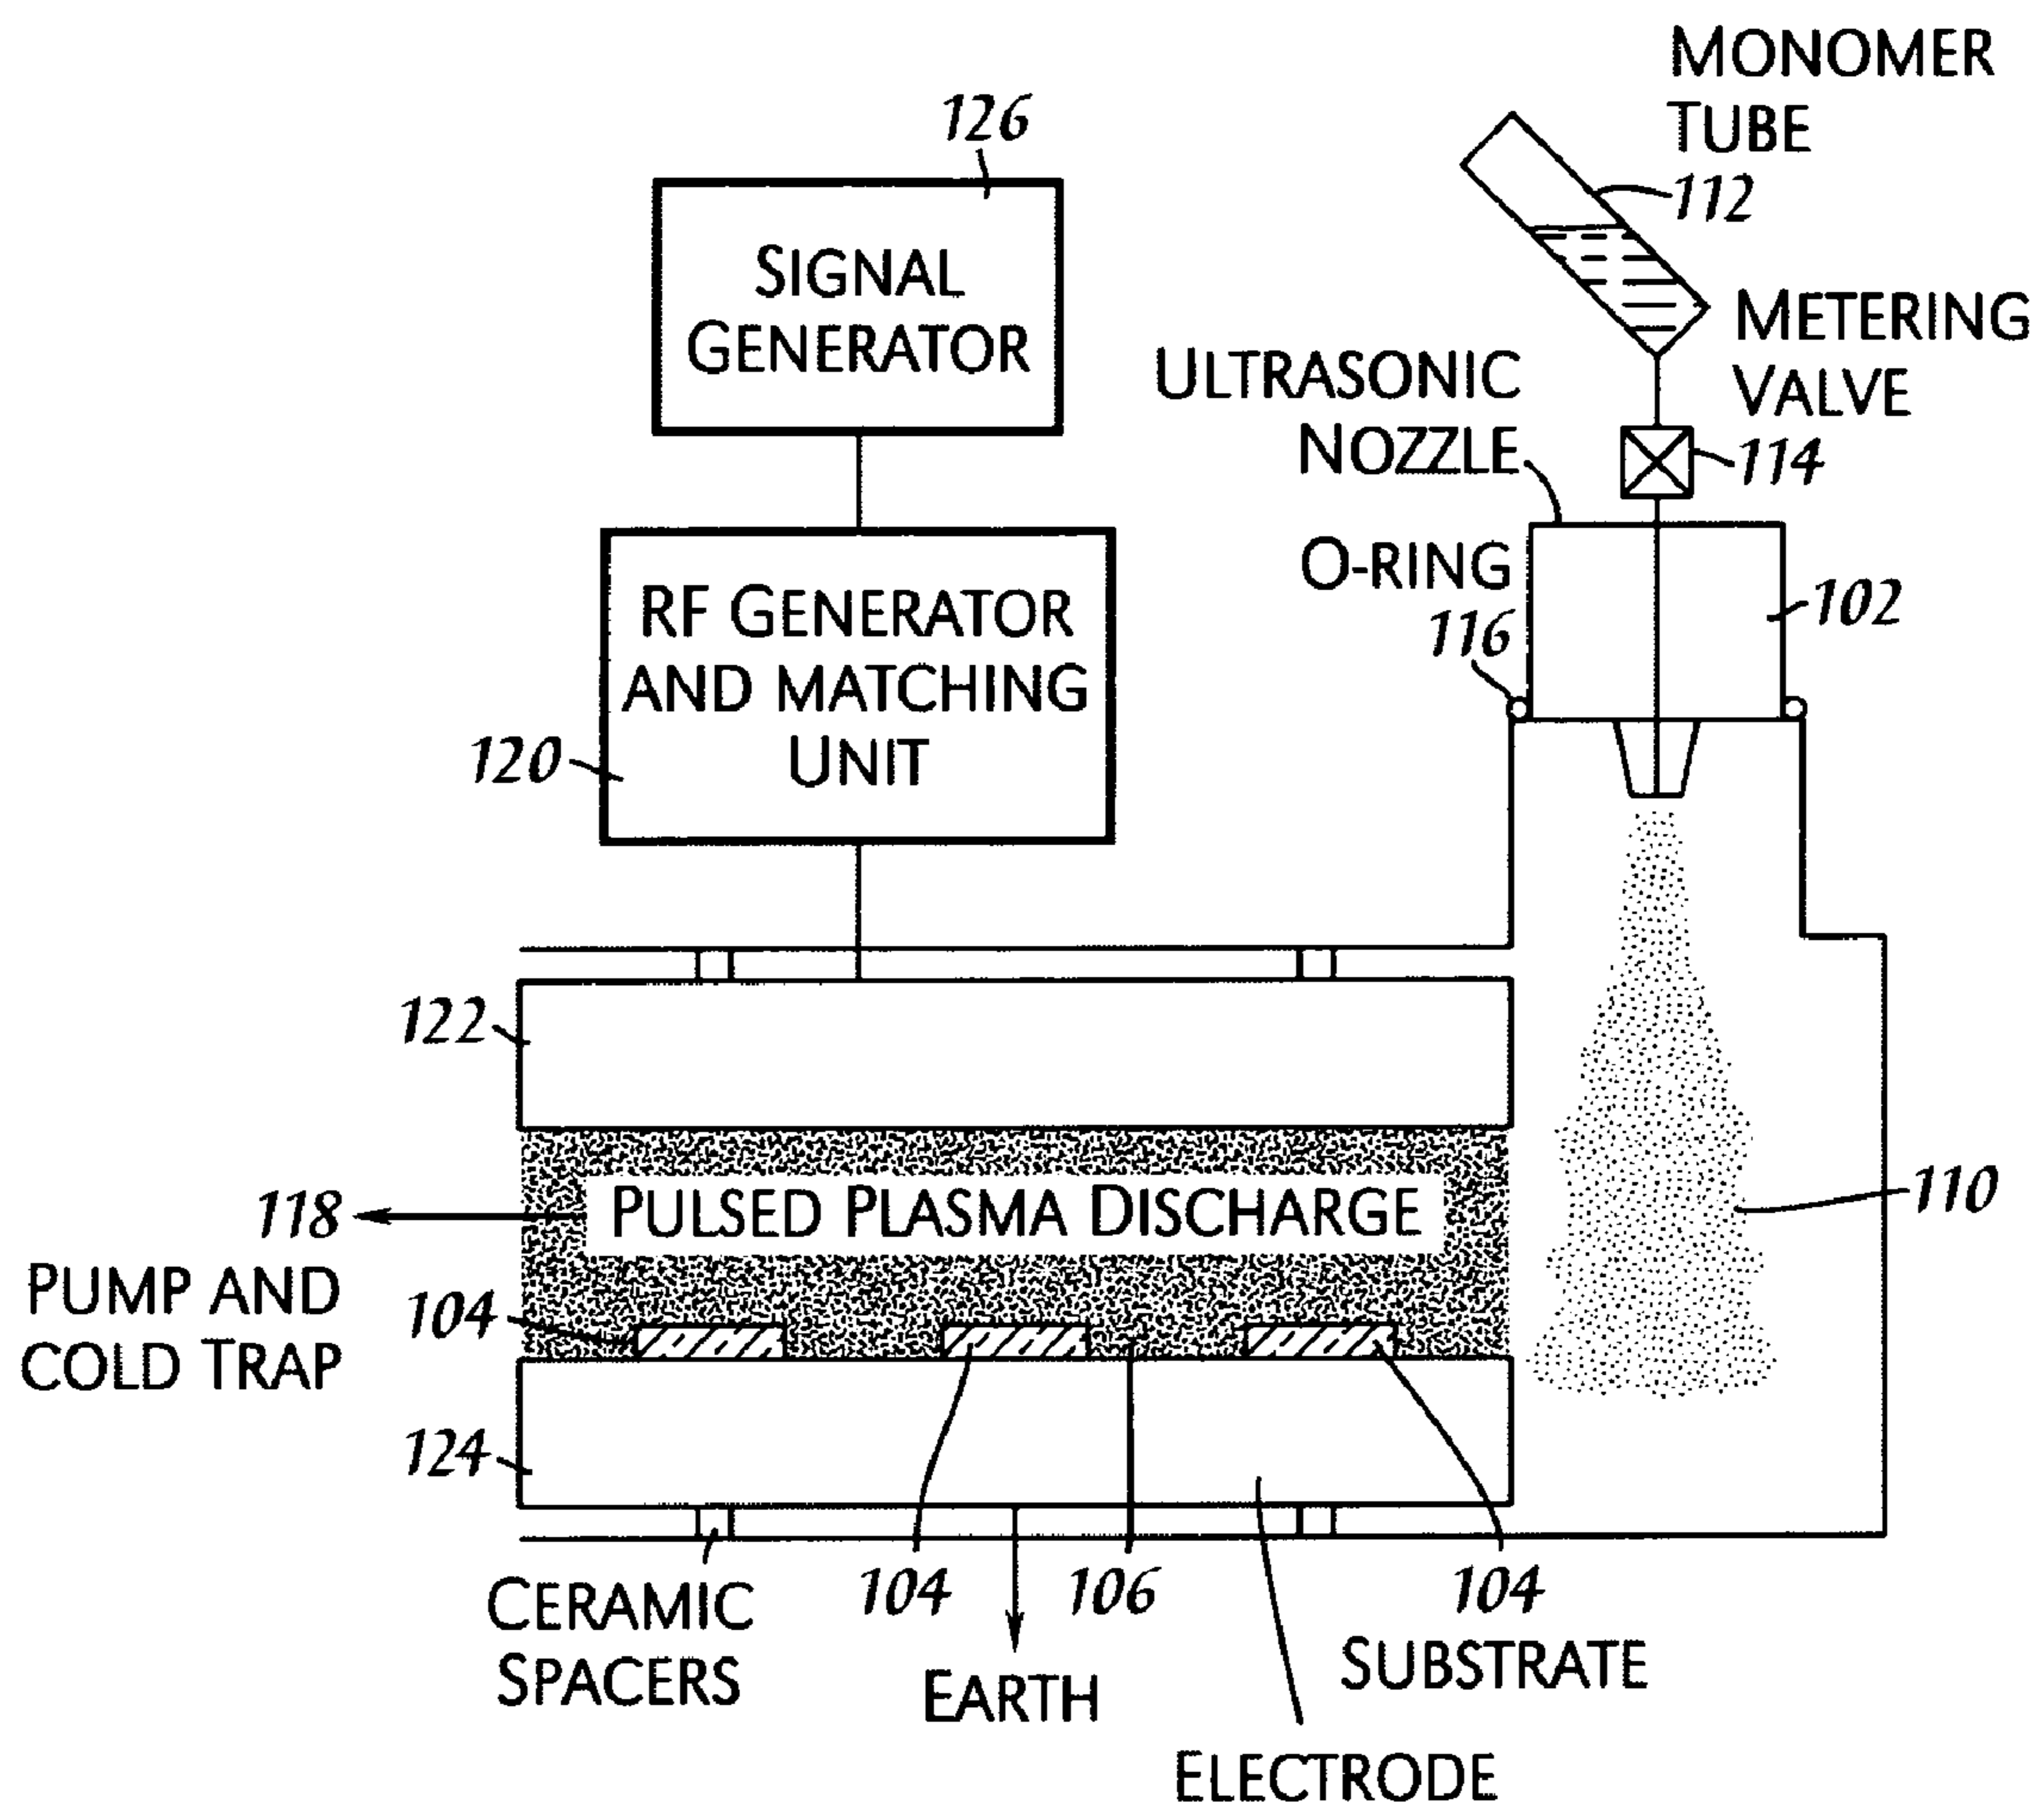 MONOMER
TUBE
112
126
SIGNAL
GENERATOR
METERING
VALVE
114
ULTRASONIC
NOZZLE
O-RING
116
102
RF GENERATOR
AND MATCHING
UNIT
120
122
PULSED PLASMA DISCHARGE
110
118
PUMP AND
COLD TRAP
104
124
CERAMIC
SPACERS
104
106
104
SUBSTRATE
EARTH
ELECTRODE